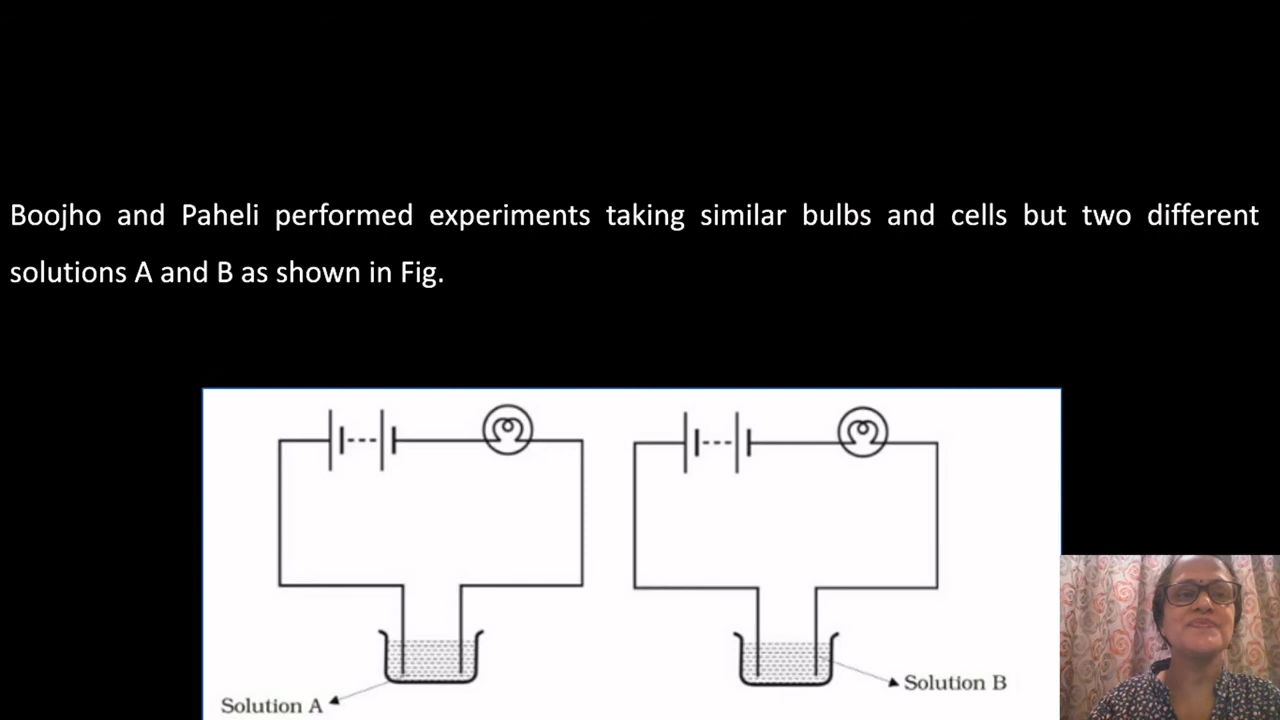 Boojho and Paheli performed experiments taking similar bulbs and cells but two different
solutions A and B as shown in Fig.
Solution A
Solution B